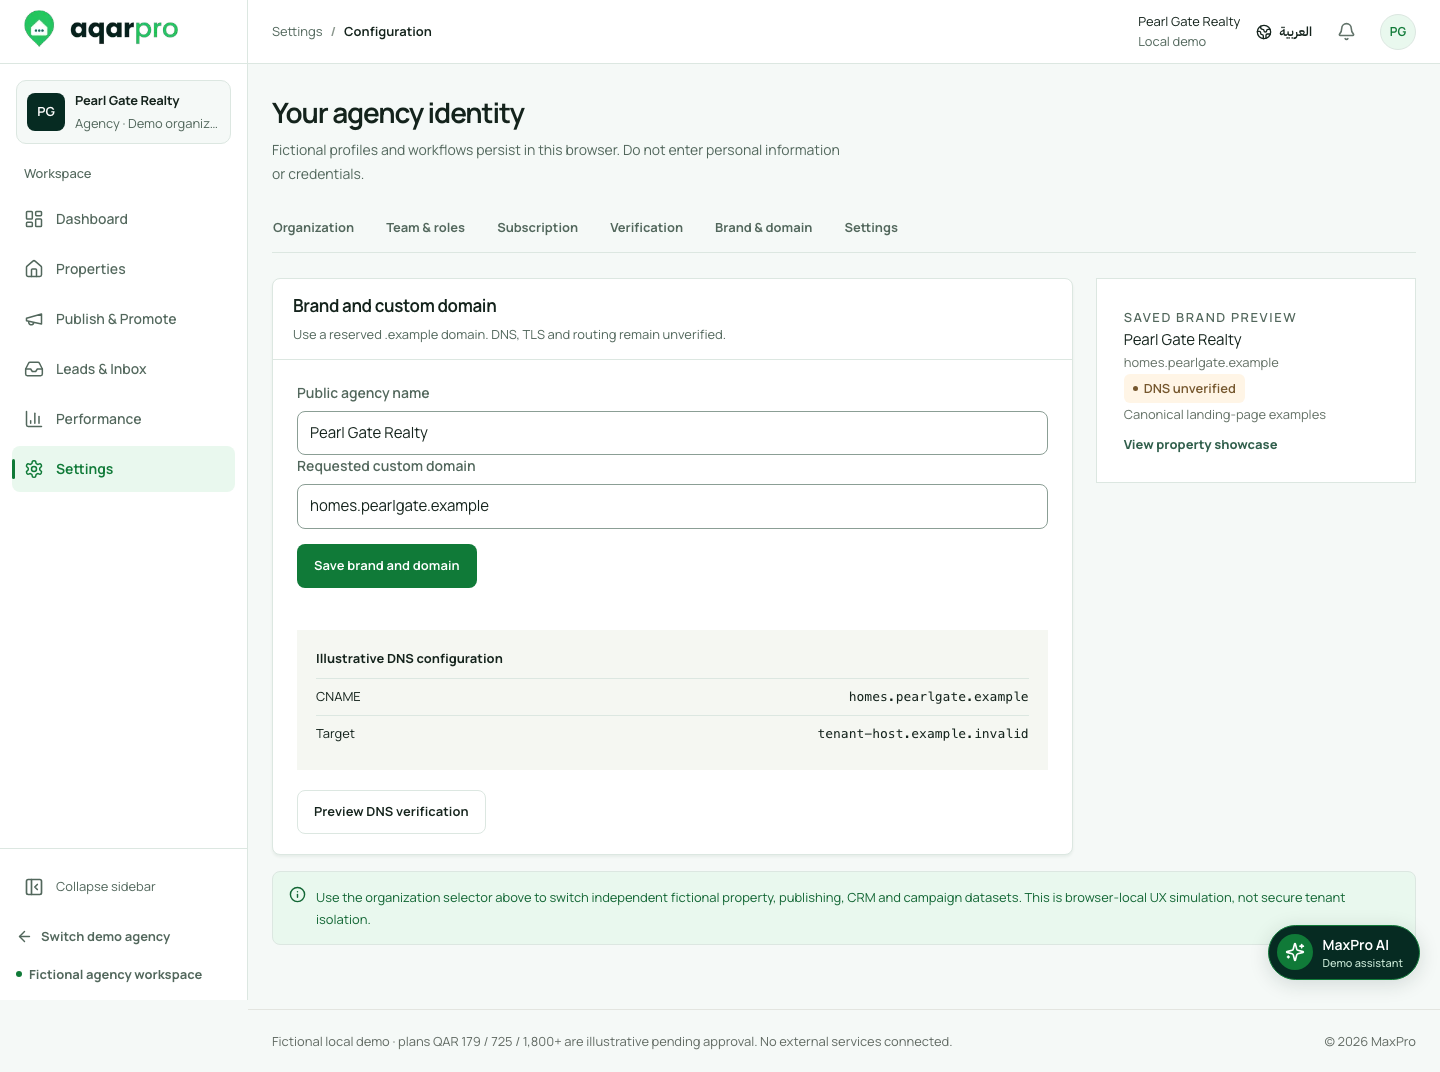 aqarpro
Settings / Configuration
Pearl Gate Realty
Local demo
العربية
PG
PG
Pearl Gate Realty
Agency · Demo organiz...
Workspace
Dashboard
Properties
Publish & Promote
Leads & Inbox
Performance
Settings
Collapse sidebar
Switch demo agency
Fictional agency workspace
Your agency identity
Fictional profiles and workflows persist in this browser. Do not enter personal information
or credentials.
Organization
Team & roles
Subscription
Verification
Brand & domain
Settings
Brand and custom domain
Use a reserved .example domain. DNS, TLS and routing remain unverified.
Public agency name
Pearl Gate Realty
Requested custom domain
homes.pearlgate.example
Save brand and domain
Illustrative DNS configuration
CNAME homes.pearlgate.example
Target tenant-host.example.invalid
Preview DNS verification
SAVED BRAND PREVIEW
Pearl Gate Realty
homes.pearlgate.example
DNS unverified
Canonical landing-page examples
View property showcase
Use the organization selector above to switch independent fictional property, publishing, CRM and campaign datasets. This is browser-local UX simulation, not secure tenant
isolation.
MaxPro AI
Demo assistant
Fictional local demo · plans QAR 179 / 725 / 1,800+ are illustrative pending approval. No external services connected.
© 2026 MaxPro